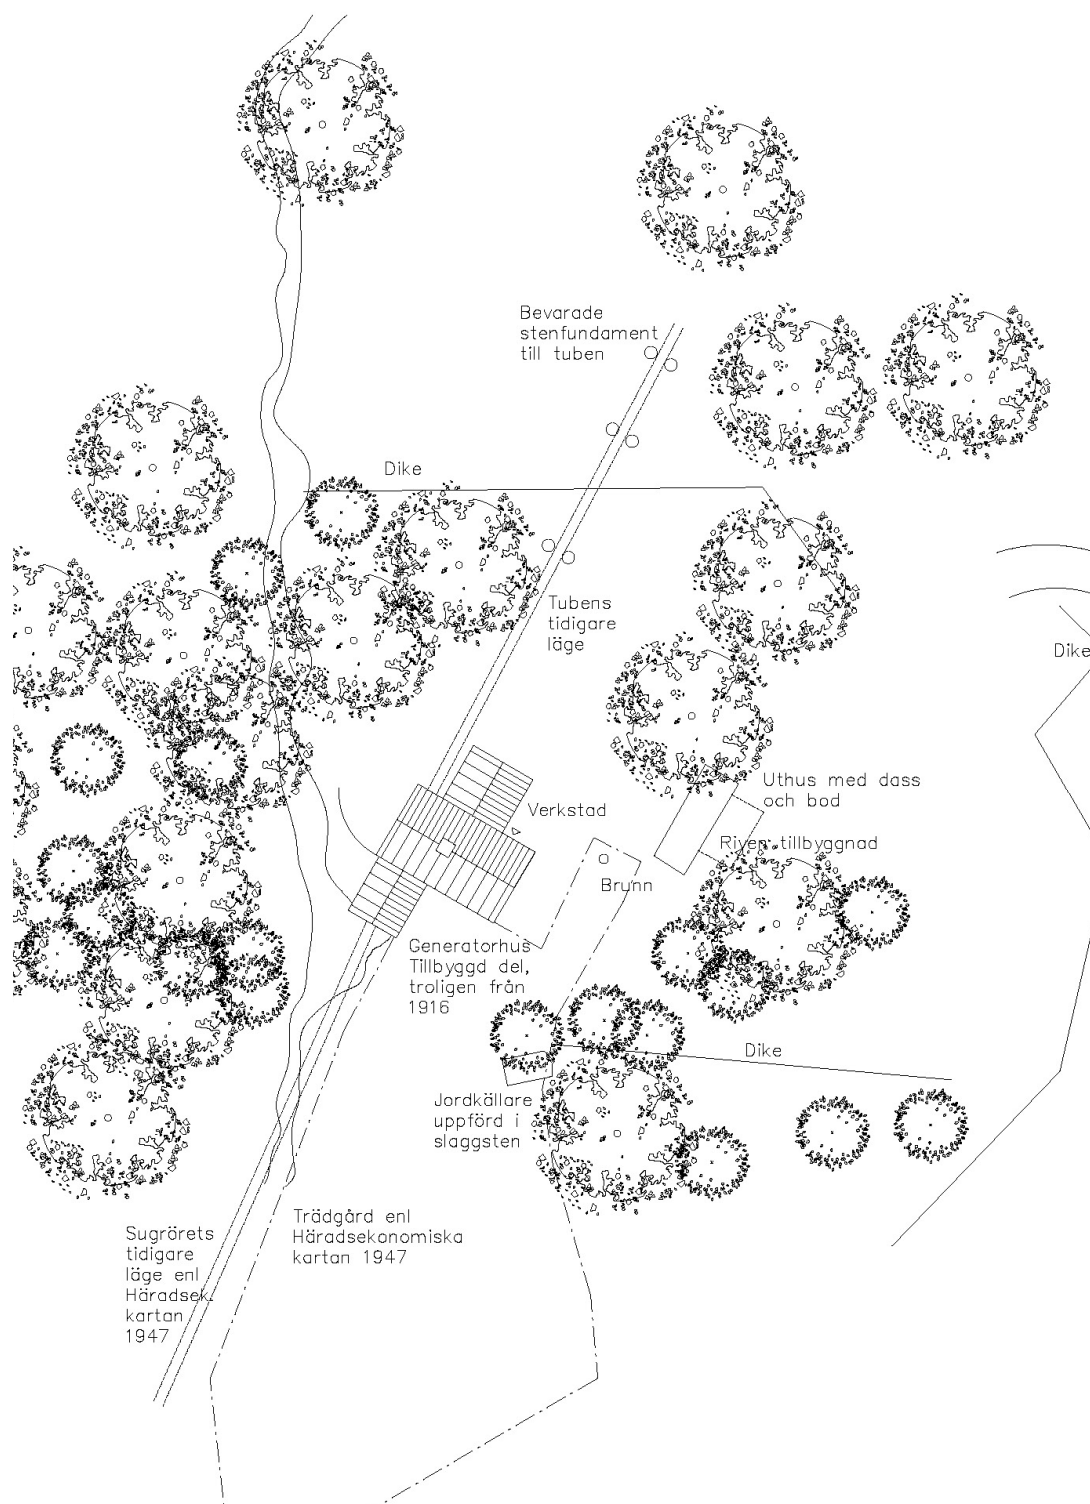 Bevarade
stenfundament
till tuben
Dike
Tubens
tidigare
läge
Dike
Uthus med dass
och bod
Verkstad
Riven tillbyggnad
Brunn
Generatorhus
Tillbyggd del,
troligen från
1916
Dike
Jordkällare
uppförd i
slaggsten
Trädgård enl
Häradsekonomiska
kartan 1947
Sugrörets
tidigare
läge enl
Häradsek.
kartan
1947